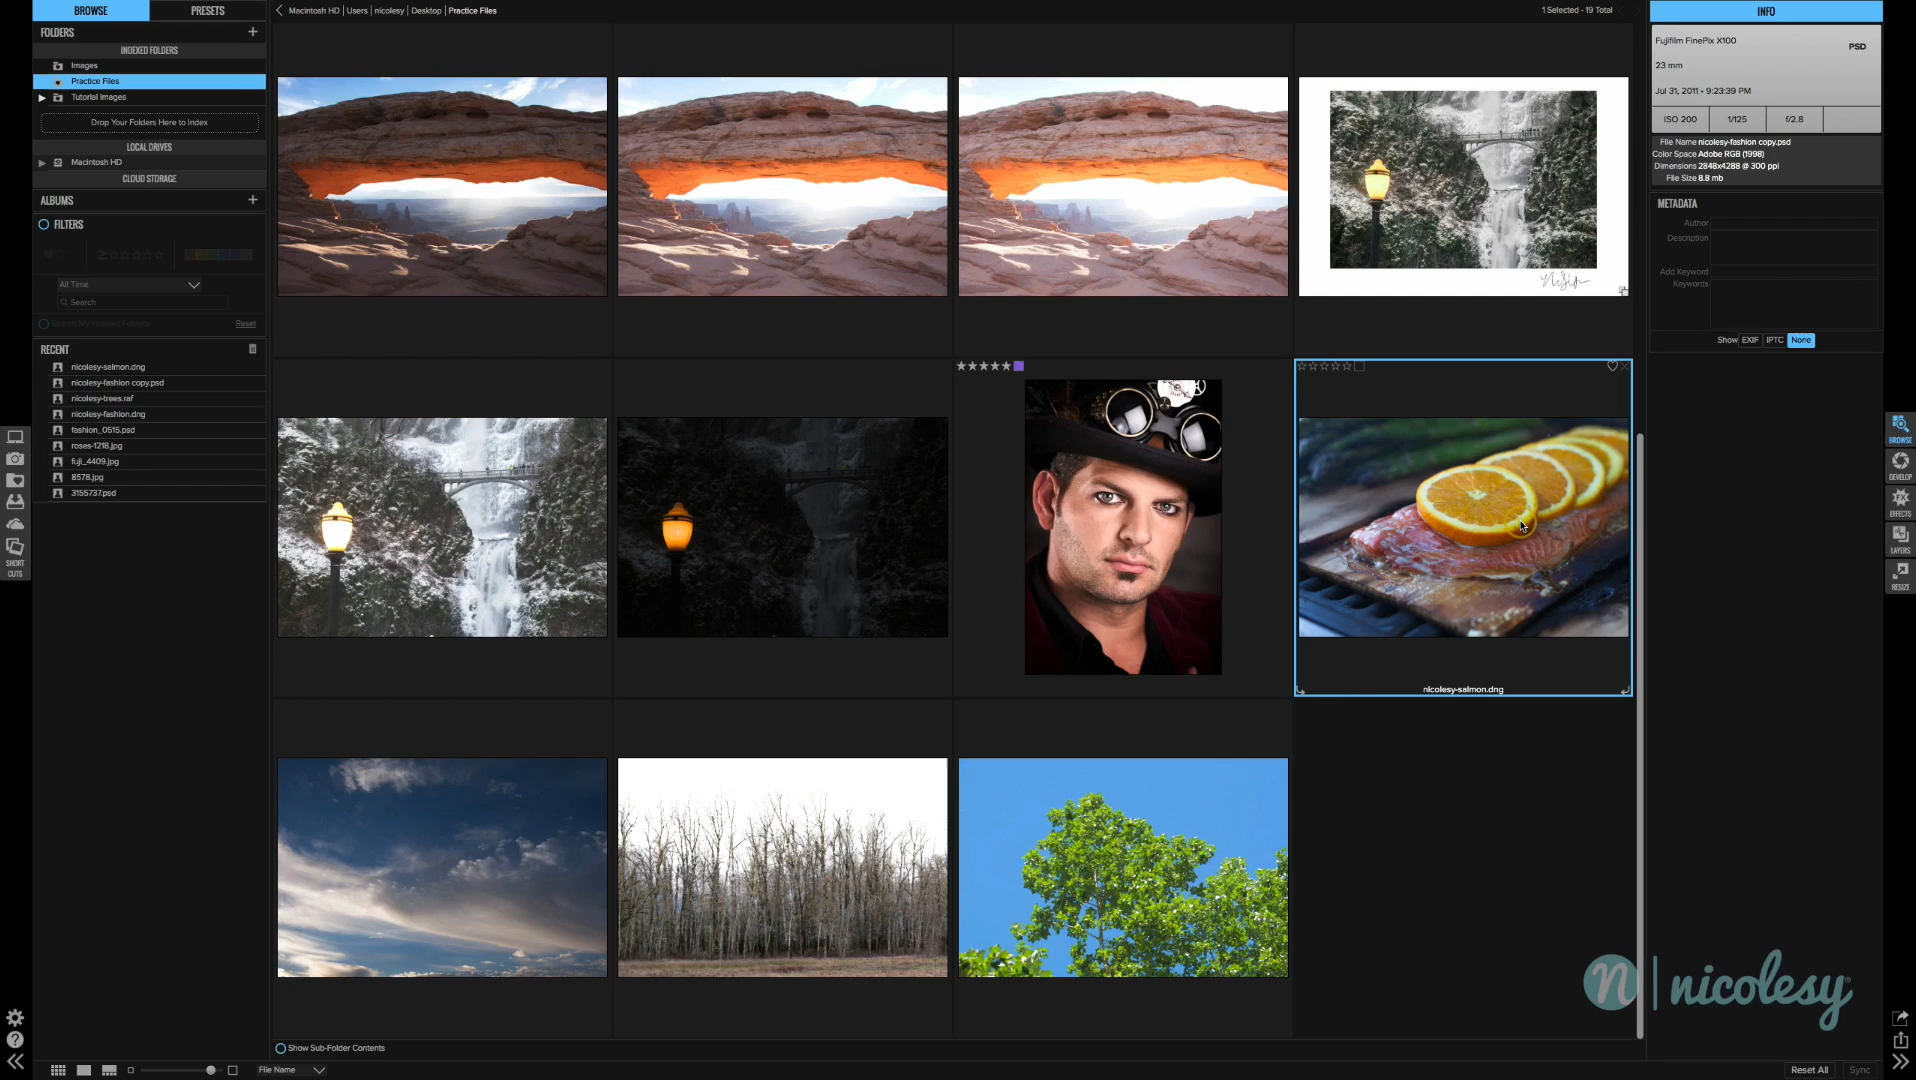 BROWSE
PRESETS
Macintosh HD | Users | nicolesy | Desktop | Practice Files
1 Selected - 19 Total
INFO
FOLDERS
INDEXED FOLDERS
Images
Practice Files
Tutorial Images
Drop Your Folders Here to Index
LOCAL DRIVES
Macintosh HD
CLOUD STORAGE
ALBUMS
FILTERS
All Time
Search
Search My Indexed Folders
Reset
RECENT
nicolesy-salmon.dng
nicolesy-fashion copy.psd
nicolesy-trees.raf
nicolesy-fashion.dng
fashion_0515.psd
roses-1218.jpg
fuji_4409.jpg
8578.jpg
3155737.psd
SHORT
CUTS
nicolesy-salmon.dng
Fujifilm FinePix X100
PSD
23 mm
Jul 31, 2011 • 9:23:39 PM
ISO 200
1/125
f/2.8
File Name nicolesy-fashion copy.psd
Color Space Adobe RGB (1998)
Dimensions 2848x4288 @ 300 ppi
File Size 8.8 mb
METADATA
Author
Description
Add Keyword
Keywords
Show EXIF IPTC None
BROWSE
DEVELOP
EFFECTS
LAYERS
RESIZE
n | nicolesy
Show Sub-Folder Contents
File Name
Reset All
Sync